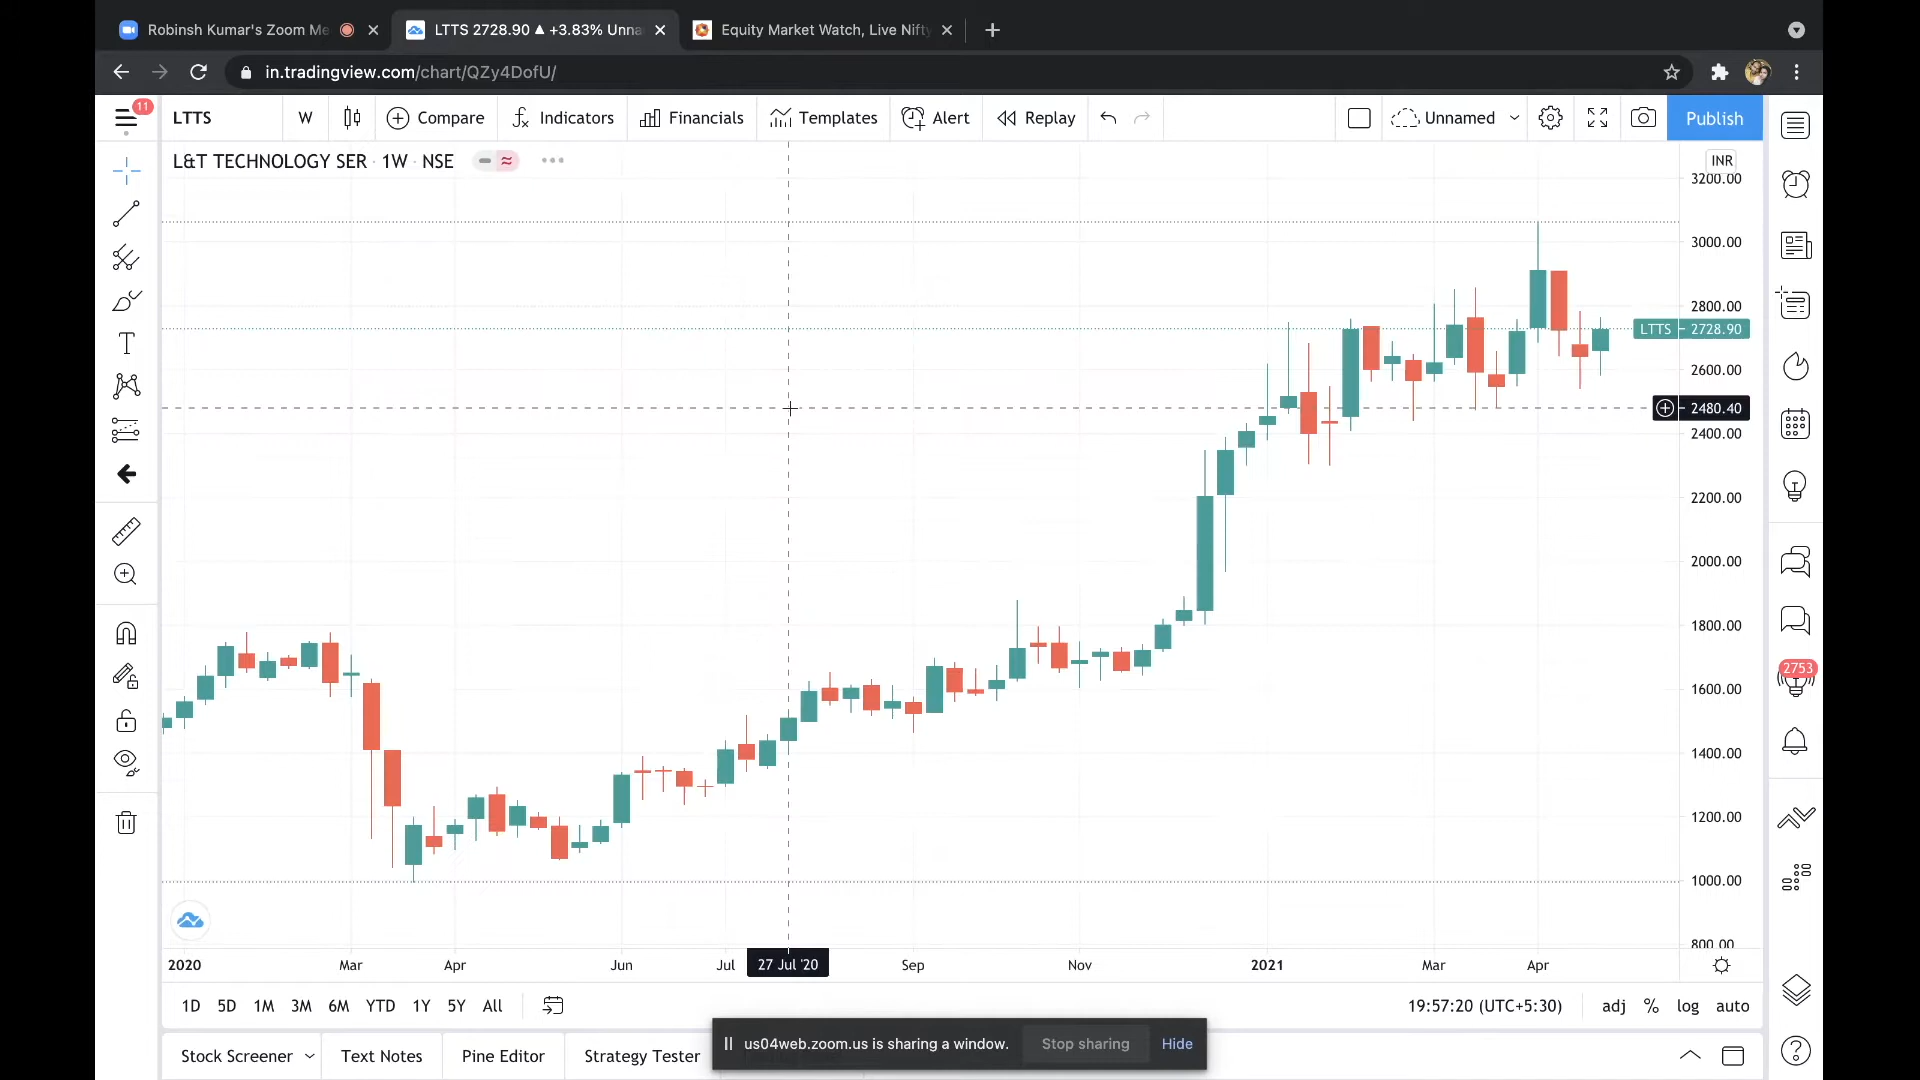 Robinsh Kumar's Zoom Me
LTTS 2728.90 ▲ +3.83% Unna
Equity Market Watch, Live Nifty
in.tradingview.com/chart/QZy4DofU/
11
LTTS
W
Compare
Indicators
Financials
Templates
Alert
Replay
Unnamed
Publish
L&T TECHNOLOGY SER · 1W · NSE
INR
3200.00
3000.00
2800.00
LTTS 2728.90
2600.00
2480.40
2400.00
2200.00
2000.00
1800.00
2753
1600.00
1400.00
1200.00
1000.00
800.00
2020 Mar Apr Jun Jul 27 Jul '20 Sep Nov 2021 Mar Apr
1D 5D 1M 3M 6M YTD 1Y 5Y All
19:57:20 (UTC+5:30) adj % log auto
us04web.zoom.us is sharing a window. Stop sharing Hide
Stock Screener Text Notes Pine Editor Strategy Tester